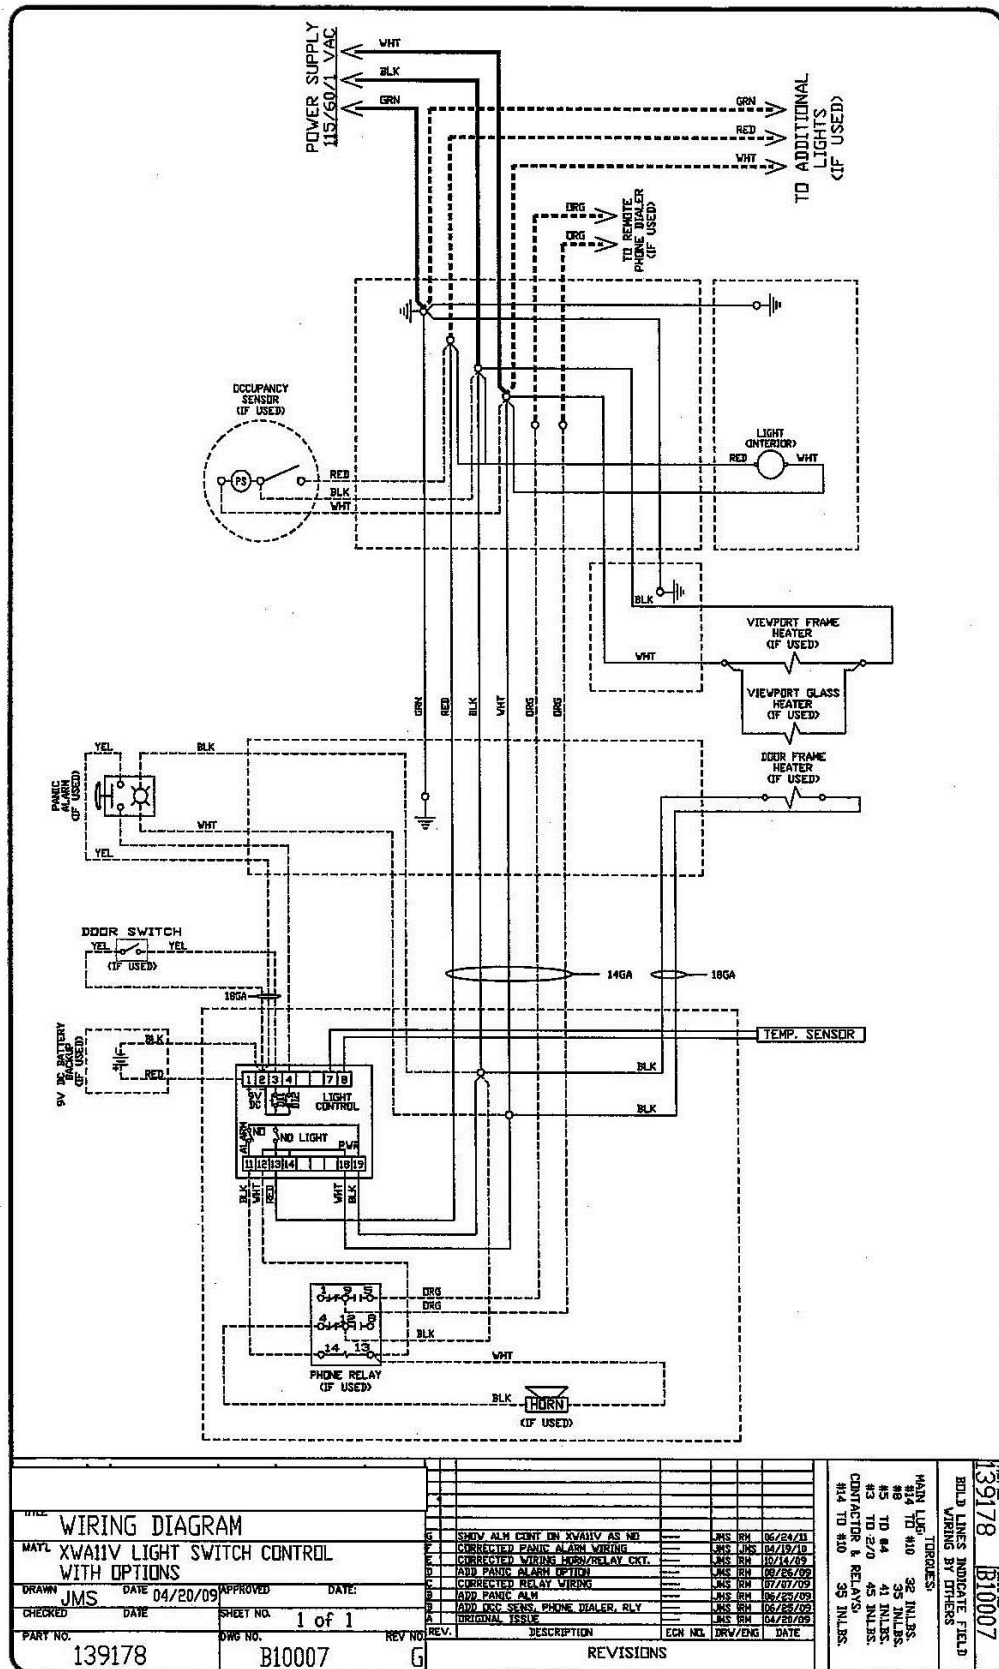 POWER SUPPLY
115/60/1 VAC
WHT
BLK
GRN
GRN
RED
WHT
TO ADDITIONAL
LIGHTS
(IF USED)
ORG
ORG
TO REMOTE
PHONE DIALER
(IF USED)
OCCUPANCY
SENSOR
(IF USED)
PS
RED
BLK
WHT
LIGHT
(INTERIOR)
RED
WHT
BLK
WHT
VIEWPORT FRAME
HEATER
(IF USED)
VIEWPORT GLASS
HEATER
(IF USED)
DOOR FRAME
HEATER
(IF USED)
GRN
RED
BLK
WHT
ORG
ORG
YEL
BLK
PANIC
ALARM
(IF USED)
WHT
YEL
DOOR SWITCH
YEL
YEL
(IF USED)
18GA
14GA
18GA
9V DC BATTERY
BACKUP
(IF USED)
BLK
RED
TEMP. SENSOR
1 2 3 4 7 8
9V
DC
DI1
DI2
LIGHT
CONTROL
BLK
BLK
ALARM
NO
NO LIGHT
PWR
11 12 13 14 18 19
BLK
WHT
RED
WHT
BLK
1 9 5
ORG
ORG
4 12 8
BLK
14 13
PHONE RELAY
(IF USED)
WHT
BLK
HORN
(IF USED)
TITLE
WIRING DIAGRAM
MAT'L XWA11V LIGHT SWITCH CONTROL
WITH OPTIONS
DRAWN JMS DATE 04/20/09 APPROVED DATE:
CHECKED DATE SHEET NO. 1 of 1
PART NO. 139178 DWG NO. B10007 REV NO. G
G SHOW ALM CONT ON XWA11V AS NO JMS RH 06/24/11
F CORRECTED PANIC ALARM WIRING JMS JMS 04/19/10
E CORRECTED WIRING HORN/RELAY CKT. JMS RH 10/14/09
D ADD PANIC ALARM OPTION JMS RH 08/26/09
C CORRECTED RELAY WIRING JMS RH 07/07/09
B ADD PANIC ALM JMS RH 06/25/09
ADD OCC SENS, PHONE DIALER, RLY JMS RH 06/25/09
A ORIGINAL ISSUE JMS RH 04/20/09
REV. DESCRIPTION ECN NO. DRW/ENG DATE
REVISIONS
139178 B10007
BOLD LINES INDICATE FIELD
WIRING BY OTHERS
TORQUES:
MAIN LUG
#14 TO #10 32 IN.LBS.
#8 35 IN.LBS.
#5 TO #4 41 IN.LBS.
#3 TO -2/0 45 IN.LBS.
CONTACTOR & RELAYS
#14 TO #10 35 IN.LBS.